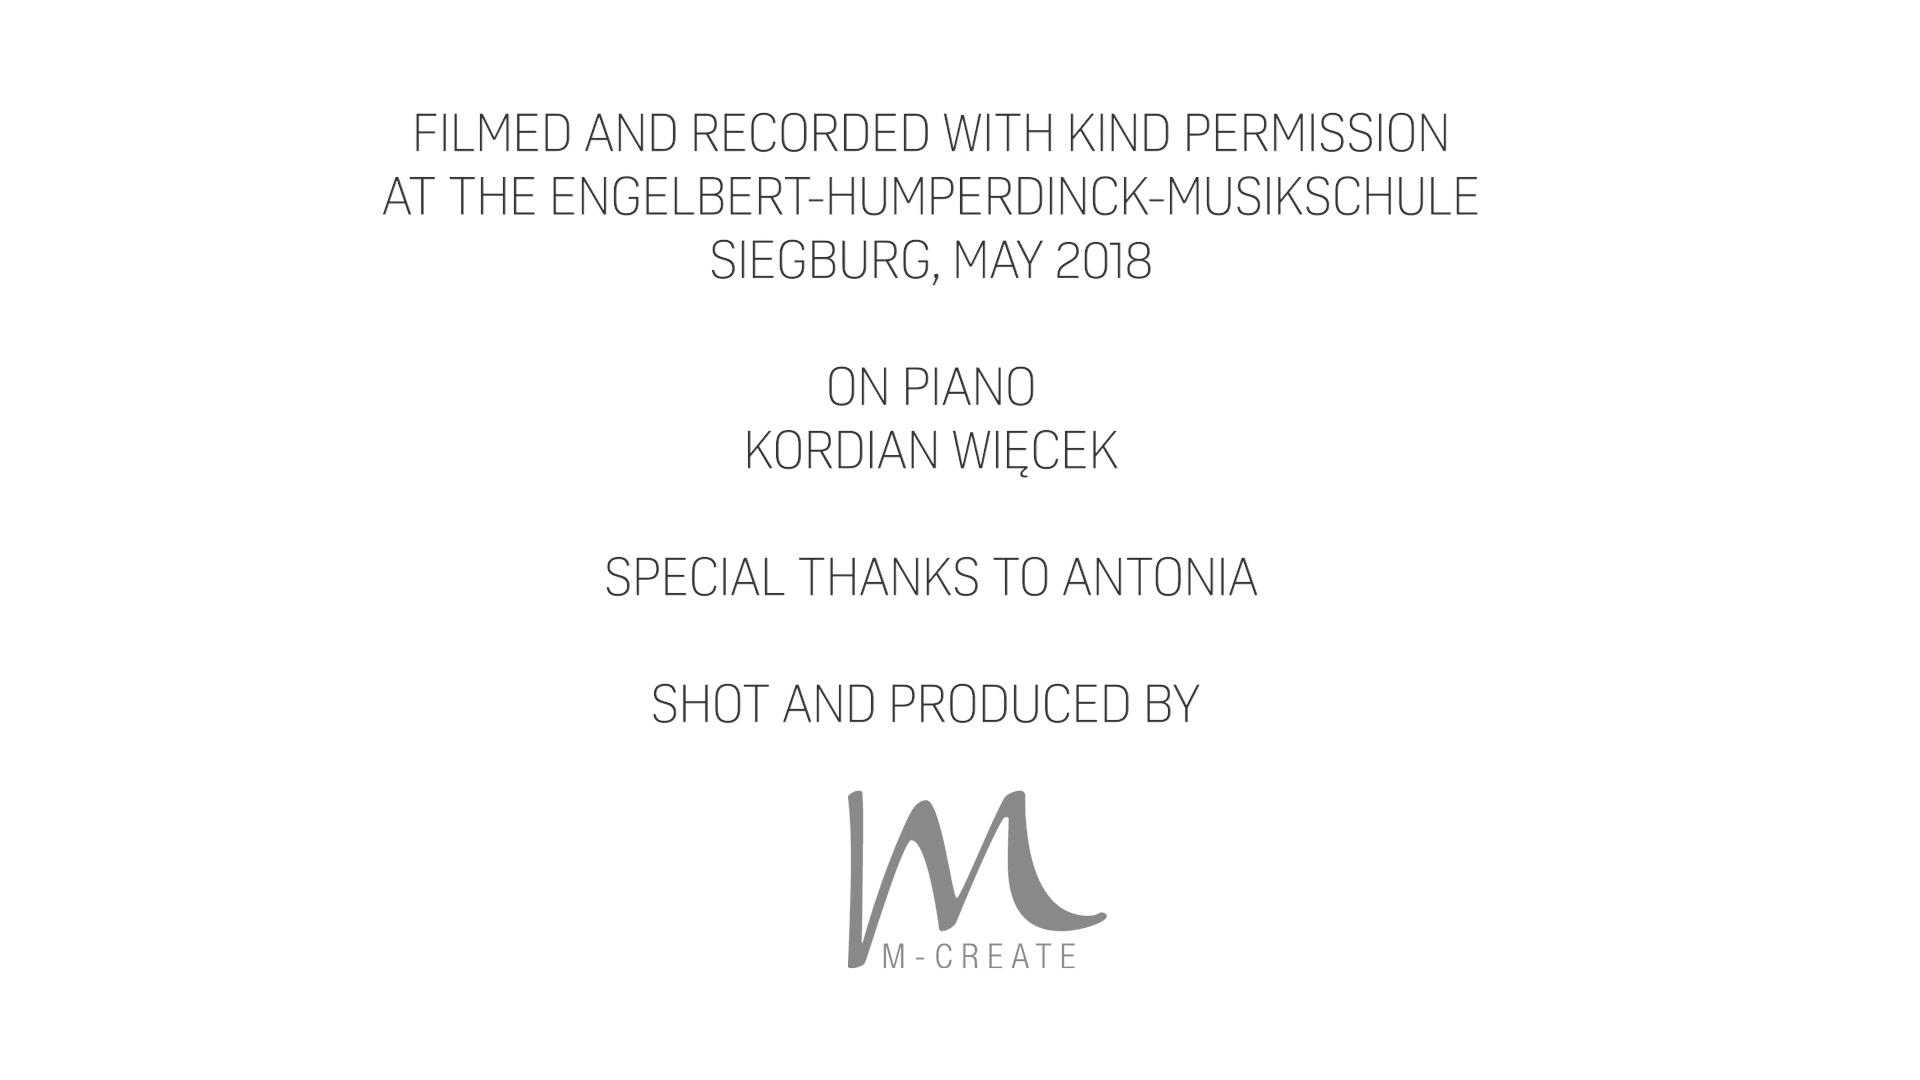 FILMED AND RECORDED WITH KIND PERMISSION
AT THE ENGELBERT-HUMPERDINCK-MUSIKSCHULE
SIEGBURG, MAY 2018
ON PIANO
KORDIAN WIĘCEK
SPECIAL THANKS TO ANTONIA
SHOT AND PRODUCED BY
M
M-CREATE